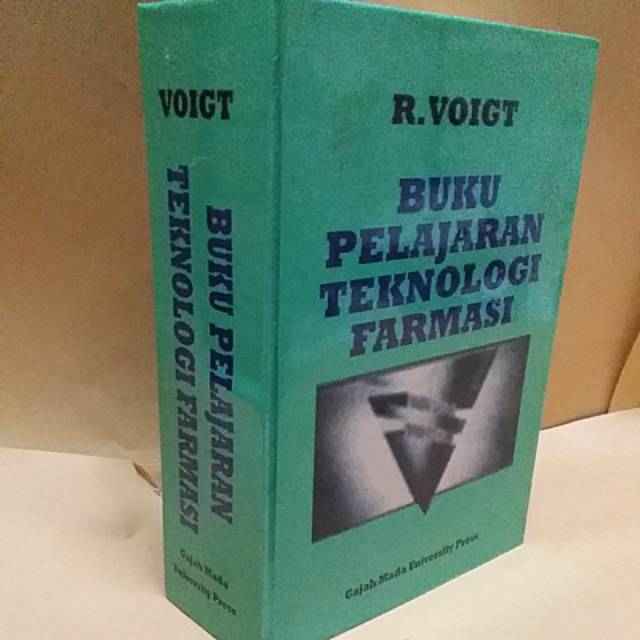 VOIGT
BUKU PELAJARAN
TEKNOLOGI FARMASI
Gajah Mada
University Press
R. VOIGT
BUKU
PELAJARAN
TEKNOLOGI
FARMASI
Gajah Mada University Press